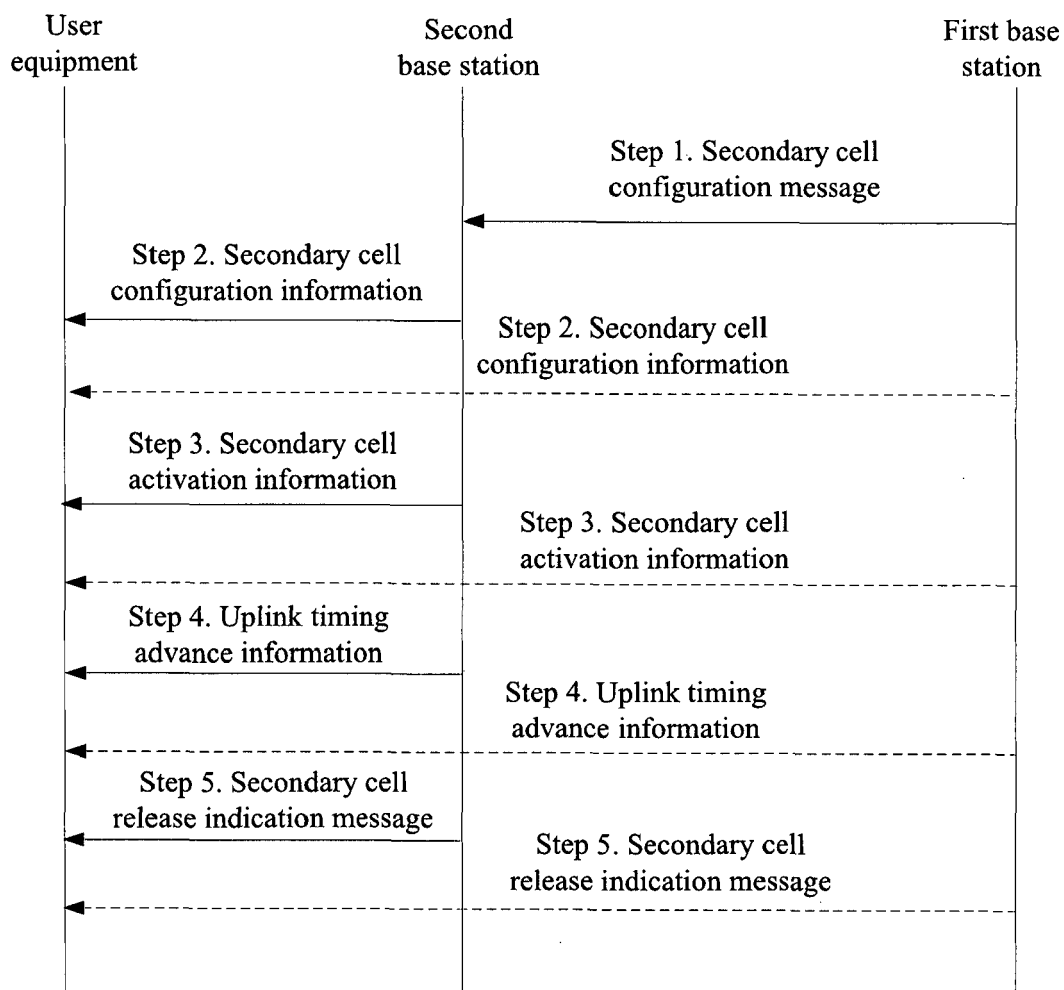 User
equipment
Second
base station
First base
station
Step 1. Secondary cell
configuration message
Step 2. Secondary cell
configuration information
Step 2. Secondary cell
configuration information
Step 3. Secondary cell
activation information
Step 3. Secondary cell
activation information
Step 4. Uplink timing
advance information
Step 4. Uplink timing
advance information
Step 5. Secondary cell
release indication message
Step 5. Secondary cell
release indication message